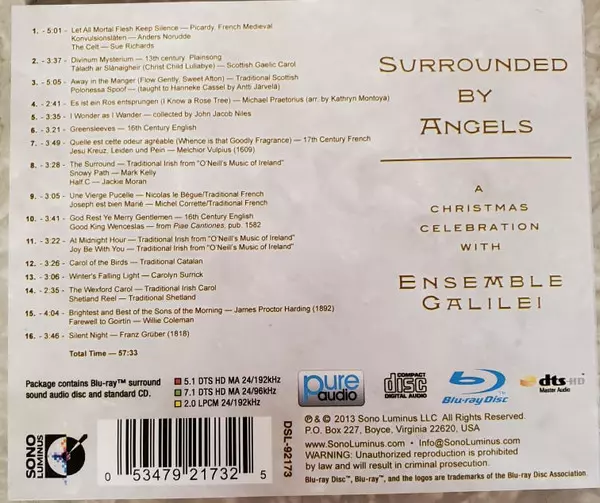 1. - 5:01 - Let All Mortal Flesh Keep Silence — Picardy, French Medieval
Konvulsionslåten — Anders Norudde
The Celt — Sue Richards
2. - 3:37 - Divinum Mysterium — 13th century Plainsong
Tàladh ar Slànaigheir (Christ Child Lullabye) — Scottish Gaelic Carol
3. - 5:05 - Away in the Manger (Flow Gently, Sweet Afton) — Traditional Scottish
Polonessa Spoof — (taught to Hanneke Cassel by Antti Järvelä)
4. - 2:41 - Es ist ein Ros entsprungen (I Know a Rose Tree) — Michael Praetorius (arr. by Kathryn Montoya)
5. - 3:35 - I Wonder as I Wander — collected by John Jacob Niles
6. - 3:21 - Greensleeves — 16th Century English
7. - 3:49 - Quelle est cette odeur agréable (Whence is that Goodly Fragrance) — 17th Century French
Jesu Kreuz, Leiden und Pein — Melchior Vulpius (1609)
8. - 3:28 - The Surround — Traditional Irish from "O'Neill's Music of Ireland"
Snowy Path — Mark Kelly
Half C — Jackie Moran
9. - 3:05 - Une Vierge Pucelle — Nicolas le Bégue/Traditional French
Joseph est bien Mané — Michel Corrette/Traditional French
10. - 3:41 - God Rest Ye Merry Gentlemen — 16th Century English
Good King Wenceslas — from Piae Cantiones, pub. 1582
11. - 3:22 - At Midnight Hour — Traditional Irish from "O'Neill's Music of Ireland"
Joy Be With You — Traditional Irish from "O'Neill's Music of Ireland"
12. - 3:26 - Carol of the Birds — Traditional Catalan
13. - 3:06 - Winter's Falling Light — Carolyn Surrick
14. - 2:35 - The Wexford Carol — Traditional Irish Carol
Shetland Reel — Traditional Shetland
15. - 4:04 - Brightest and Best of the Sons of the Morning — James Proctor Harding (1892)
Farewell to Goirtin — Willie Coleman
16. - 3:46 - Silent Night — Franz Grüber (1818)
Total Time — 57:33
SURROUNDED
BY
ANGELS
A
CHRISTMAS
CELEBRATION
WITH
ENSEMBLE
GALILEI
Package contains Blu-ray™ surround
sound audio disc and standard CD.
5.1 DTS HD MA 24/192kHz
7.1 DTS HD MA 24/96kHz
2.0 LPCM 24/192kHz
pure
audio
COMPACT
disc
DIGITAL AUDIO
Blu-ray Disc™
dts-HD
Master Audio
SONO
LUMINUS
0 53479 21732 5
DSL-92173
℗ & © 2013 Sono Luminus LLC All Rights Reserved.
P.O. Box 227, Boyce, Virginia 22620, USA
www.SonoLuminus.com • Info@SonoLuminus.com
WARNING: Unauthorized reproduction is prohibited
by law and will result in criminal prosecution.
Blu-ray Disc™, Blu-ray™, and the logos are trademarks of the Blu-ray Disc Association.